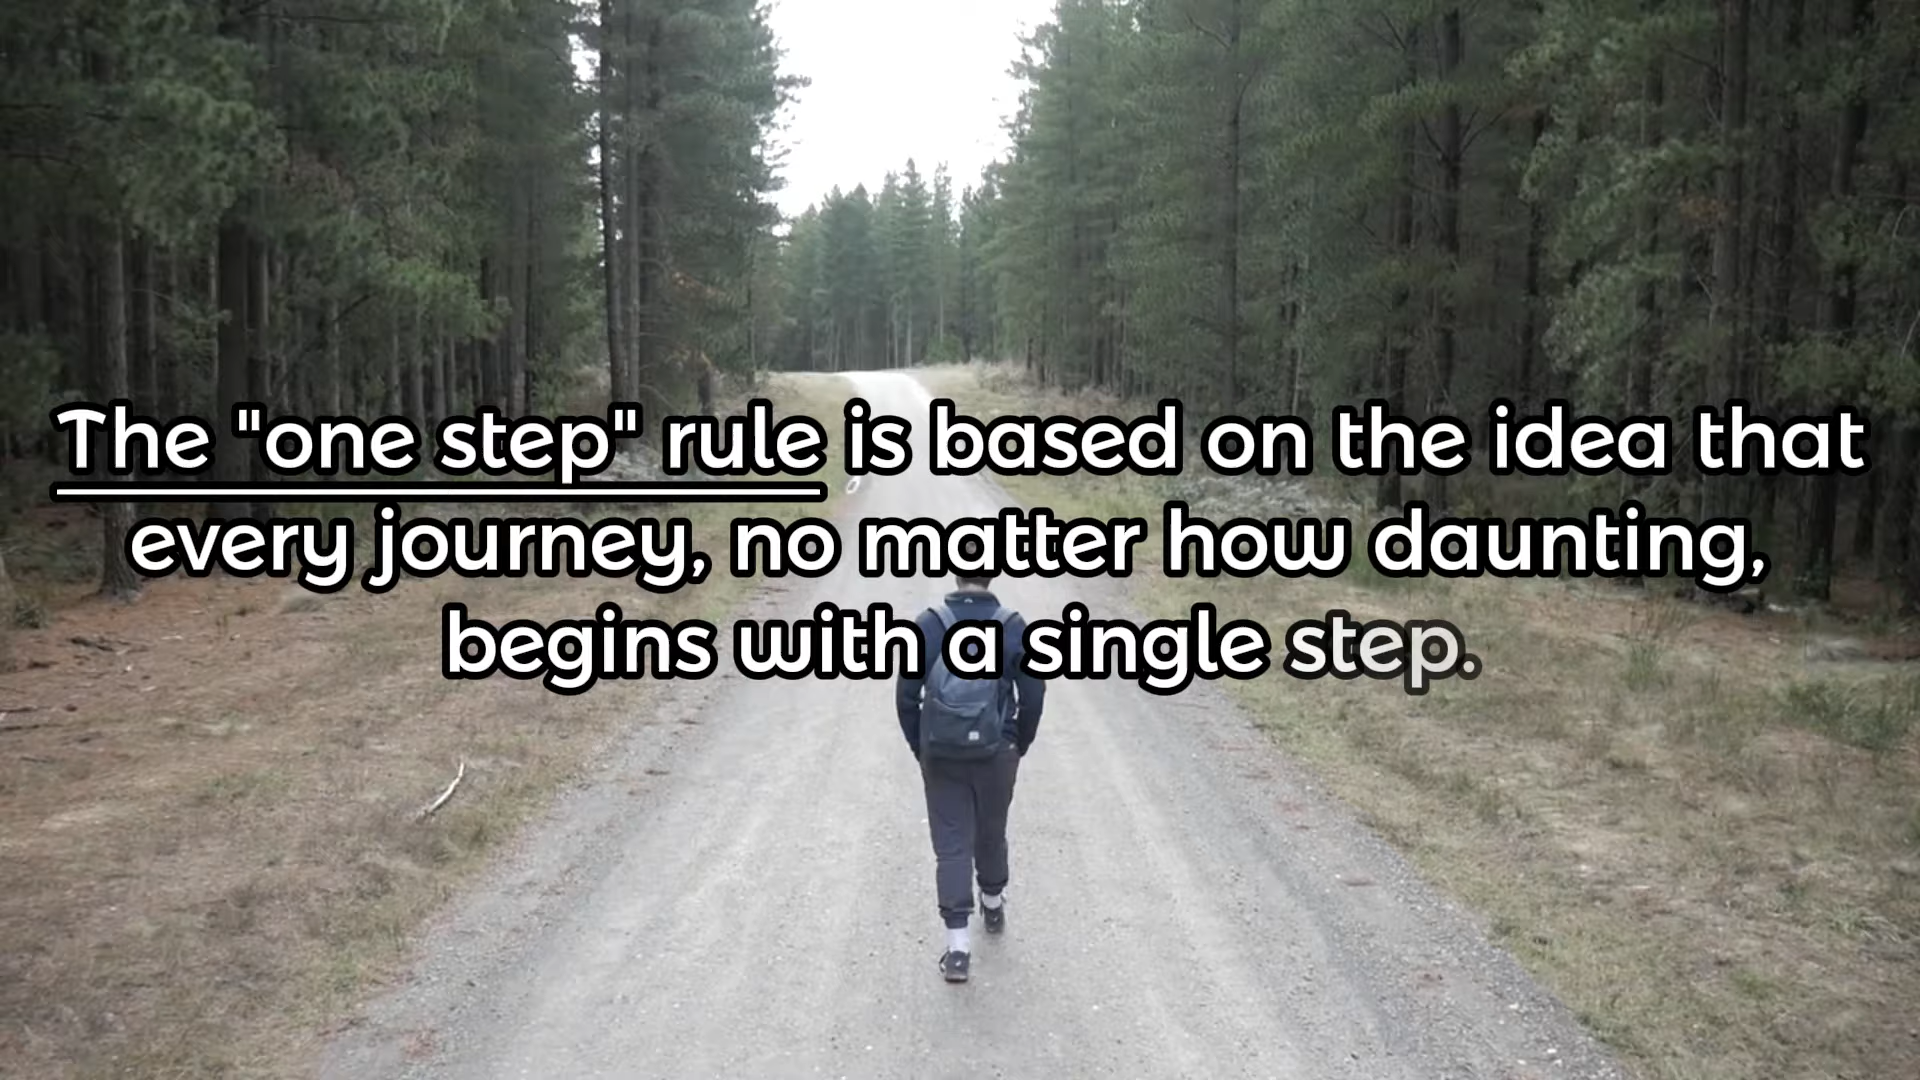 The "one step" rule is based on the idea that
every journey, no matter how daunting,
begins with a single step.